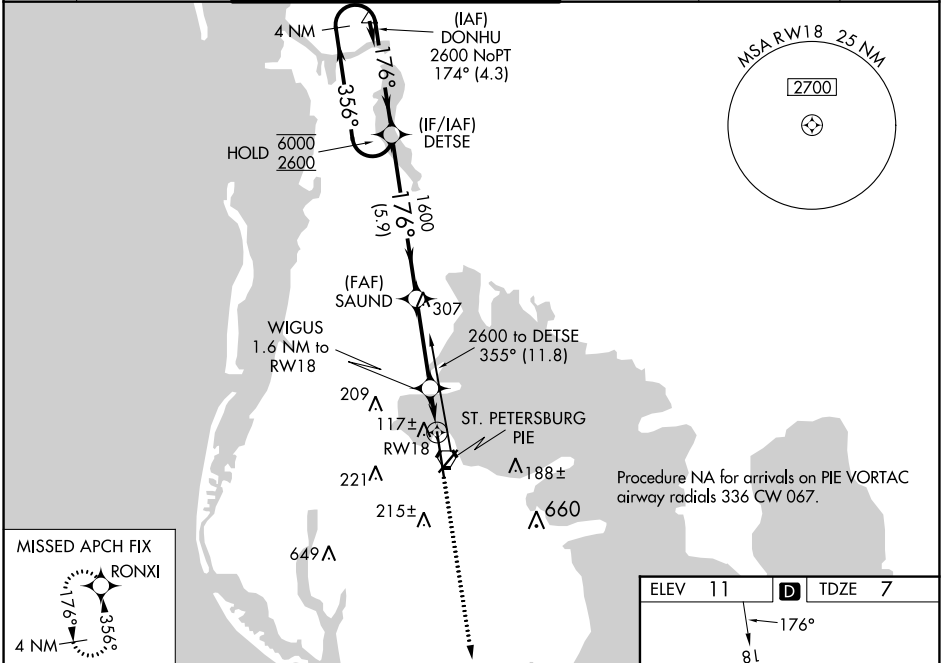 4 NM
(IAF)
DONHU
2600 NoPT
174° (4.3)
176°
356°
HOLD
6000
2600
(IF/IAF)
DETSE
MSA RW18 25 NM
2700
1600
176°
(5.9)
(FAF)
SAUND
307
WIGUS
1.6 NM to
RW18
2600 to DETSE
355° (11.8)
209
117±
RW18
ST. PETERSBURG
PIE
221
188±
Procedure NA for arrivals on PIE VORTAC
airway radials 336 CW 067.
215±
660
649
MISSED APCH FIX
RONXI
176°
356°
4 NM
ELEV 11
D
TDZE 7
176°
18